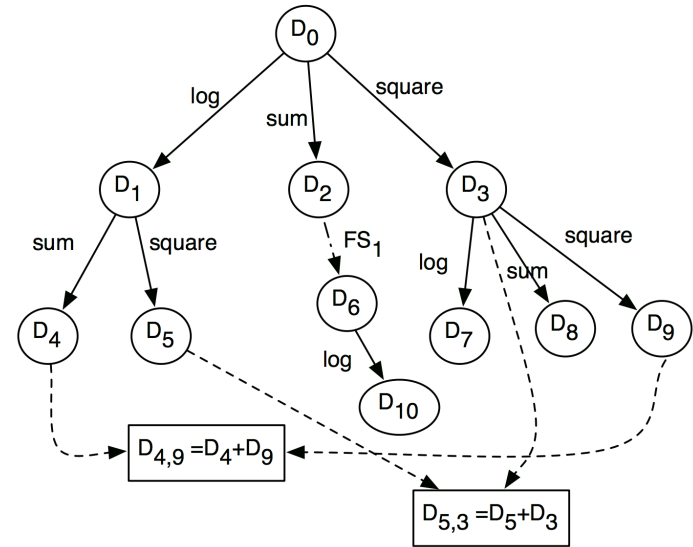 D0
log
sum
square
D1
D2
D3
sum
square
FS1
log
sum
square
D4
D5
D6
D7
D8
D9
log
D10
D4,9 =D4+D9
D5,3 =D5+D3